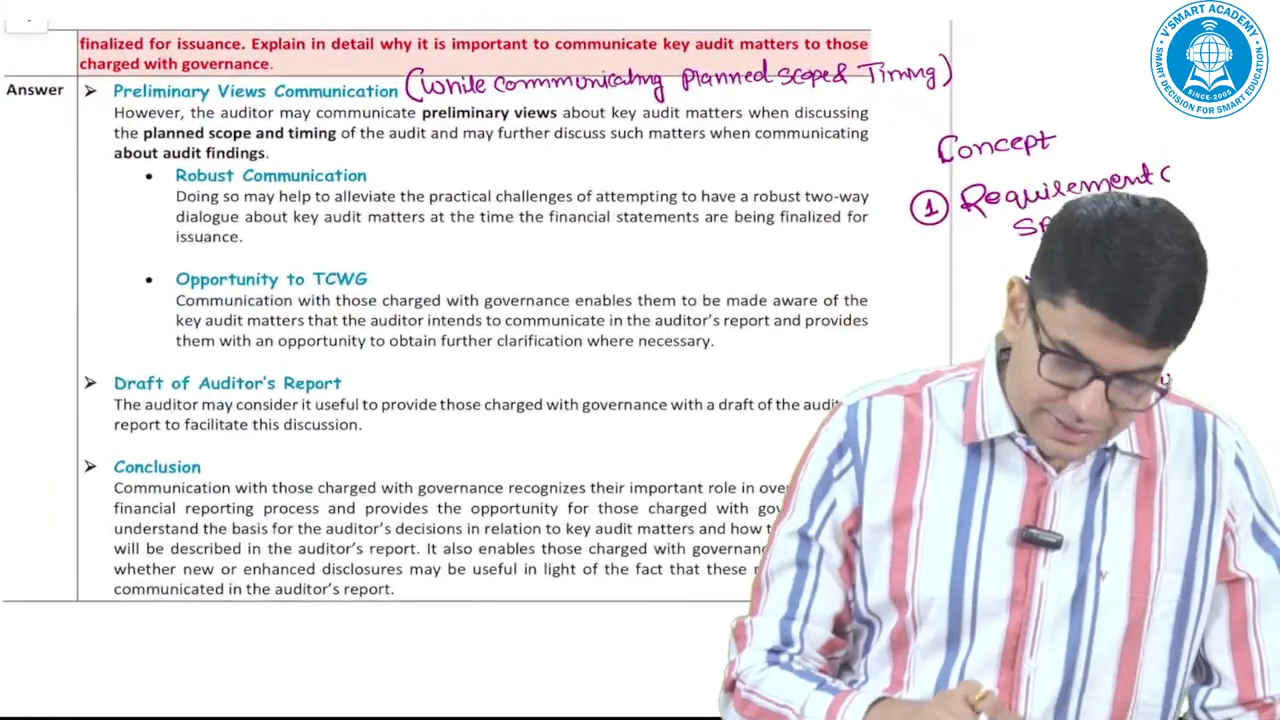 finalized for issuance. Explain in detail why it is important to communicate key audit matters to those
charged with governance.
Answer
➢ Preliminary Views Communication (While communicating planned scope & Timing)
However, the auditor may communicate preliminary views about key audit matters when discussing
the planned scope and timing of the audit and may further discuss such matters when communicating
about audit findings.
• Robust Communication
Doing so may help to alleviate the practical challenges of attempting to have a robust two-way
dialogue about key audit matters at the time the financial statements are being finalized for
issuance.
• Opportunity to TCWG
Communication with those charged with governance enables them to be made aware of the
key audit matters that the auditor intends to communicate in the auditor's report and provides
them with an opportunity to obtain further clarification where necessary.
➢ Draft of Auditor's Report
The auditor may consider it useful to provide those charged with governance with a draft of the
report to facilitate this discussion.
➢ Conclusion
Communication with those charged with governance recognizes their important role in
financial reporting process and provides the opportunity for those charged with
understand the basis for the auditor's decisions in relation to key audit matters and how
will be described in the auditor's report. It also enables those charged with
whether new or enhanced disclosures may be useful in light of the fact that these
communicated in the auditor's report.
Concept
① Requirement
V'SMART ACADEMY
SINCE-2005
SMART DECISION FOR SMART EDUCATION